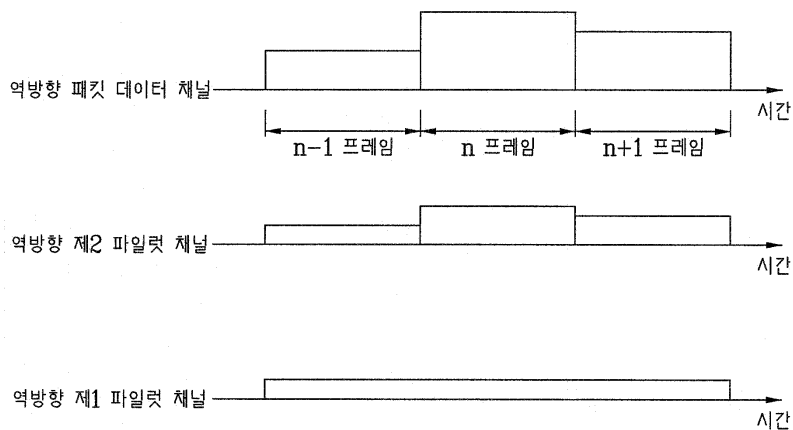 역방향 패킷 데이터 채널
시간
n-1 프레임 n 프레임 n+1 프레임
역방향 제2 파일럿 채널
시간
역방향 제1 파일럿 채널
시간